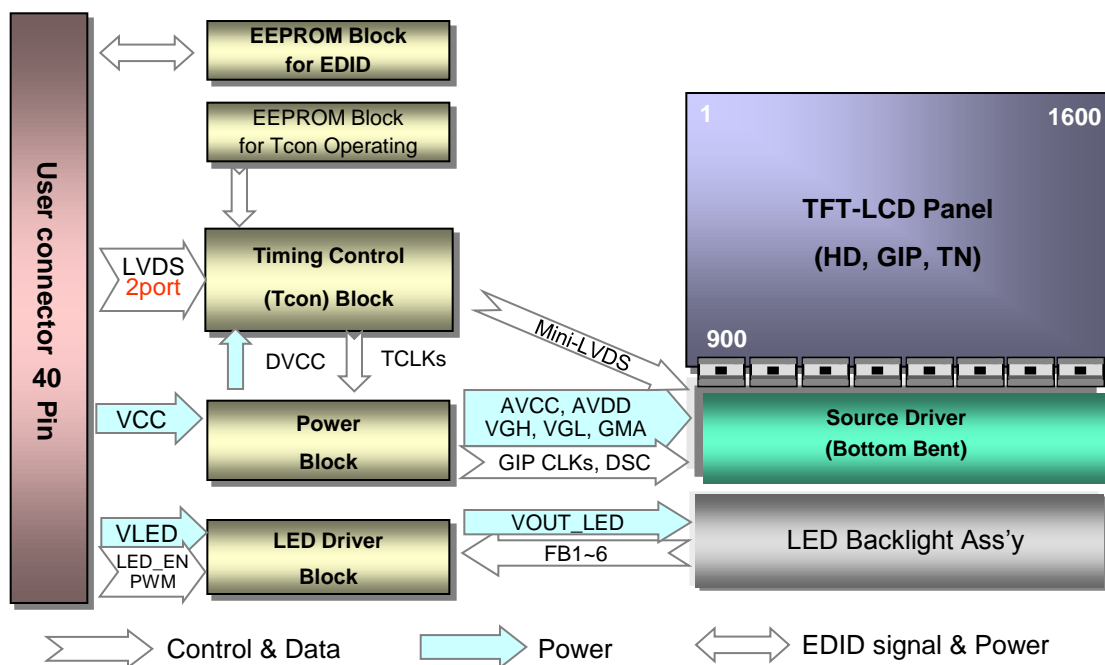 User connector 40 Pin
EEPROM Block
for EDID
EEPROM Block
for Tcon Operating
LVDS
2port
Timing Control
(Tcon) Block
DVCC
TCLKs
Mini-LVDS
1
1600
TFT-LCD Panel
(HD, GIP, TN)
900
VCC
Power
Block
AVCC, AVDD
VGH, VGL, GMA
GIP CLKs, DSC
Source Driver
(Bottom Bent)
VLED
LED_EN
PWM
LED Driver
Block
VOUT_LED
FB1~6
LED Backlight Ass'y
Control & Data
Power
EDID signal & Power